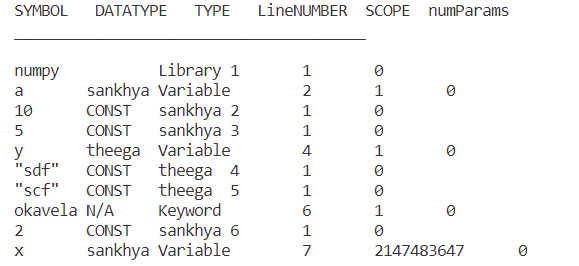 SYMBOL DATATYPE TYPE LineNUMBER SCOPE numParams
_______________________________________
numpy Library 1 1 0
a sankhya Variable 2 1 0
10 CONST sankhya 2 1 0
5 CONST sankhya 3 1 0
y theega Variable 4 1 0
"sdf" CONST theega 4 1 0
"scf" CONST theega 5 1 0
okavela N/A Keyword 6 1 0
2 CONST sankhya 6 1 0
x sankhya Variable 7 2147483647 0